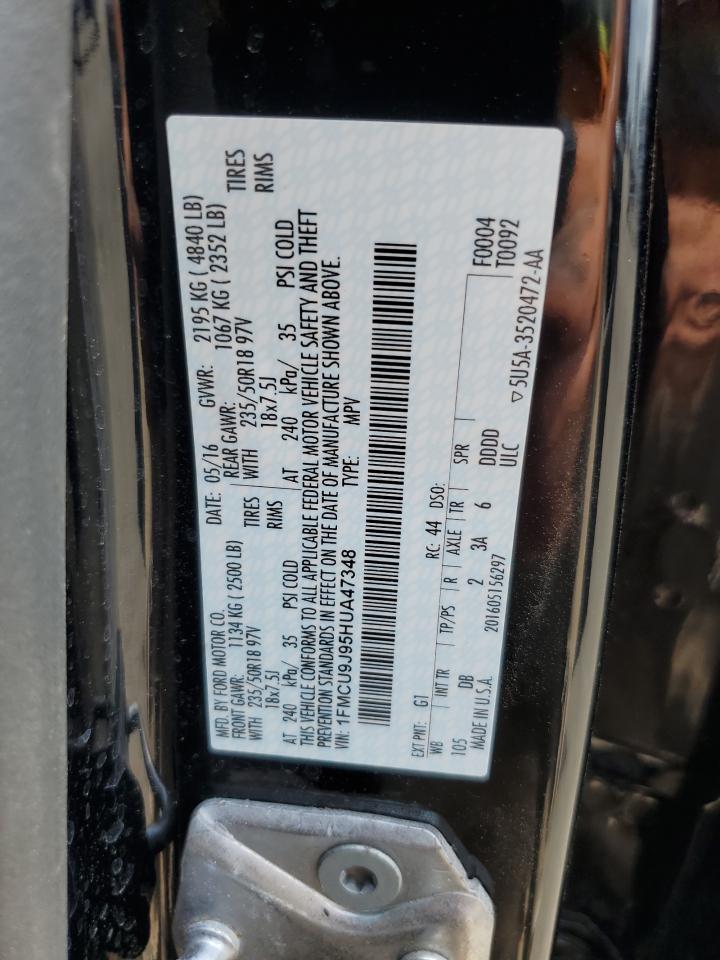 MFD. BY FORD MOTOR CO.
DATE: 05/16 GVWR: 2195 KG ( 4840 LB)
FRONT GAWR: 1134 KG ( 2500 LB)
REAR GAWR: 1067 KG ( 2352 LB)
WITH 235/50R18 97V TIRES
WITH 235/50R18 97V TIRES
18x7.5J RIMS
18x7.5J RIMS
AT 240 kPa/ 35 PSI COLD
AT 240 kPa/ 35 PSI COLD
THIS VEHICLE CONFORMS TO ALL APPLICABLE FEDERAL MOTOR VEHICLE SAFETY AND THEFT
PREVENTION STANDARDS IN EFFECT ON THE DATE OF MANUFACTURE SHOWN ABOVE.
VIN: 1FMCU9J95HUA47348 TYPE: MPV
EXT PNT: G1 RC: 44 DSO:
WB INT TR TP/PS R AXLE TR SPR F0004
105 DB 2 3A 6 DDDD T0092
MADE IN U.S.A. 201605156297 ULC
▽5U5A-3520472-AA